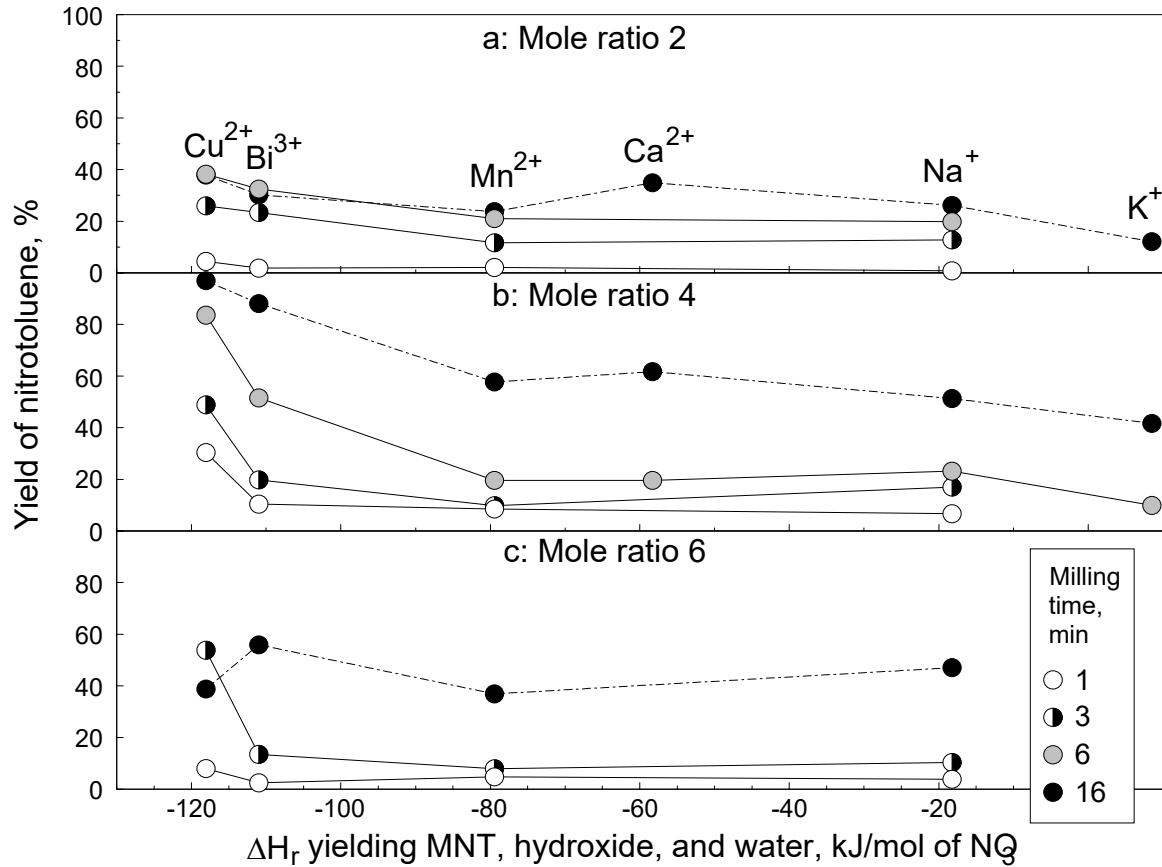 100
a: Mole ratio 2
80
60
Cu2+
Bi3+
Mn2+
Ca2+
Na+
K+
40
20
0
b: Mole ratio 4
80
60
40
20
0
c: Mole ratio 6
80
60
40
20
0
Yield of nitrotoluene, %
Milling
time,
min
1
3
6
16
-120 -100 -80 -60 -40 -20
ΔHr yielding MNT, hydroxide, and water, kJ/mol of NO3